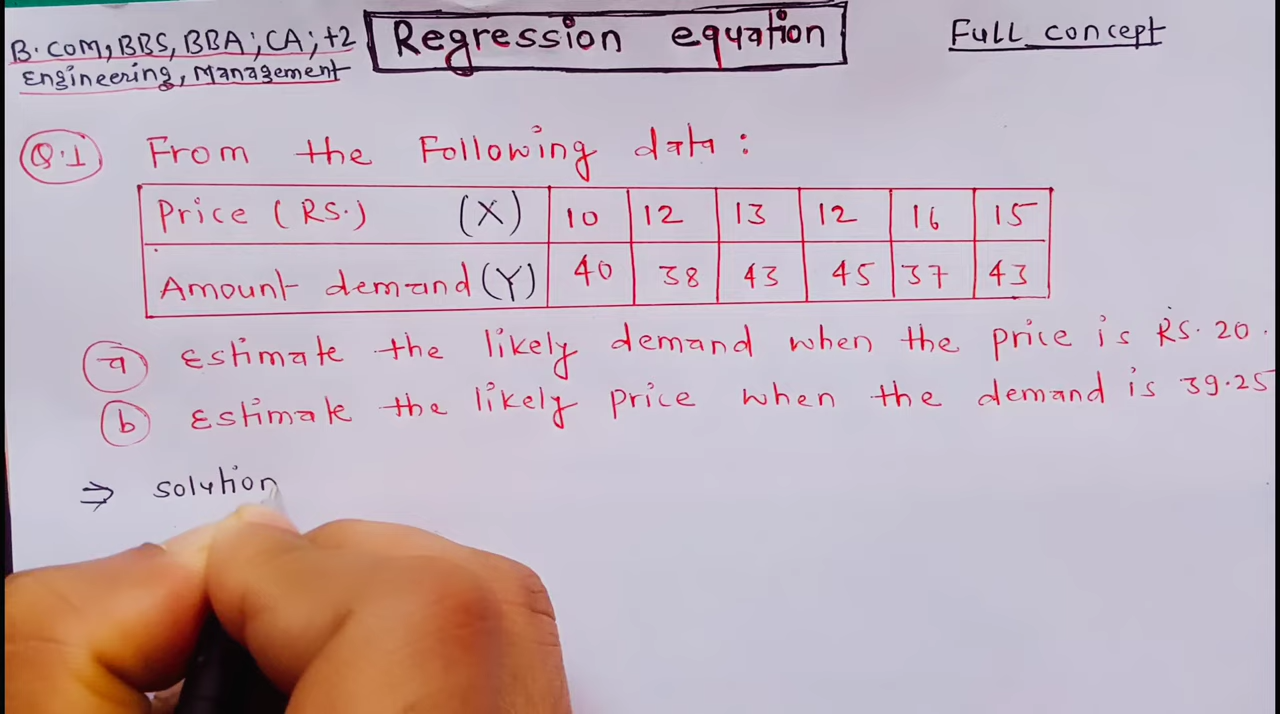 B.COM, BBS, BBA, CA, +2
Engineering, Management
Regression equation
Full concept
Q.1 From the Following data:
Price (RS.) (X) 10 12 13 12 16 15
Amount demand (Y) 40 38 43 45 37 43
a Estimate the likely demand when the price is RS. 20.
b Estimate the likely price when the demand is 39.25
⇒ Solution